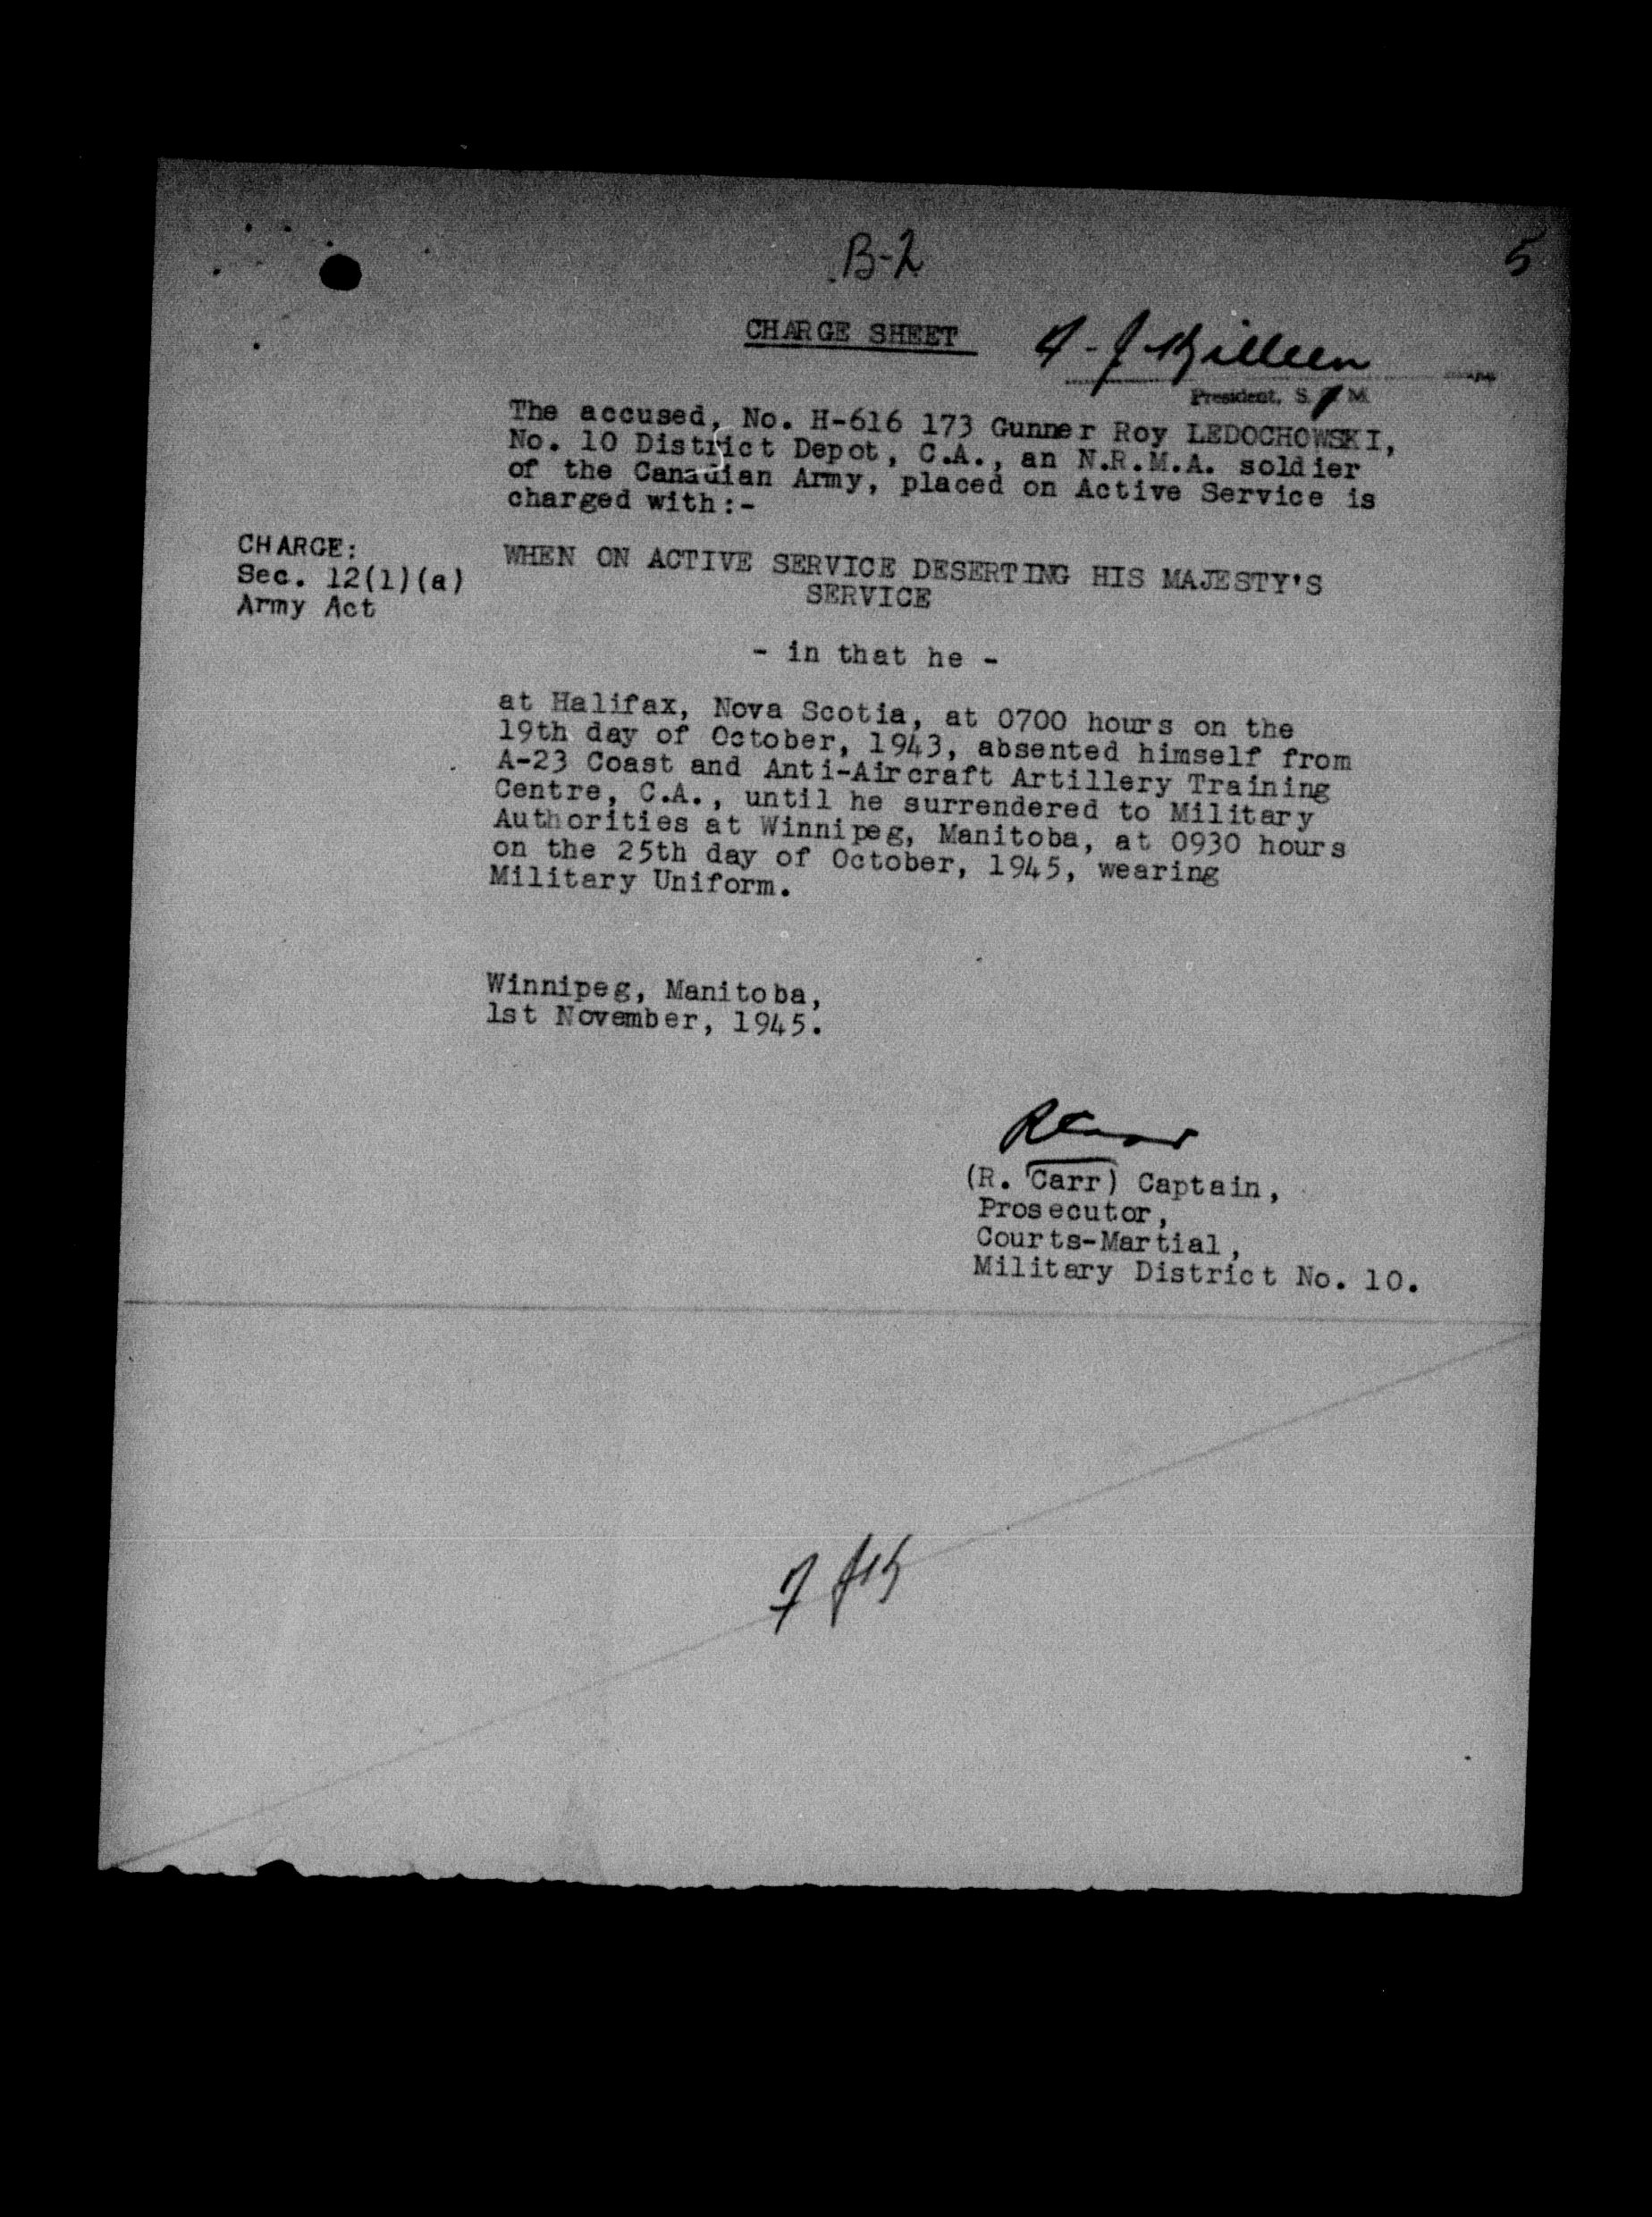 B-2
5
CHARGE SHEET
A. J. Killeen
President, S. M.
The accused, No. H-616 173 Gunner Roy LEDOCHOWSKI,
No. 10 District Depot, C.A., an N.R.M.A. soldier
of the Canadian Army, placed on Active Service is
charged with:-
CHARGE:
Sec. 12(1)(a)
Army Act
WHEN ON ACTIVE SERVICE DESERTING HIS MAJESTY'S
SERVICE
- in that he -
at Halifax, Nova Scotia, at 0700 hours on the
19th day of October, 1943, absented himself from
A-23 Coast and Anti-Aircraft Artillery Training
Centre, C.A., until he surrendered to Military
Authorities at Winnipeg, Manitoba, at 0930 hours
on the 25th day of October, 1945, wearing
Military Uniform.
Winnipeg, Manitoba,
1st November, 1945.
R Carr
(R. Carr) Captain,
Prosecutor,
Courts-Martial,
Military District No. 10.